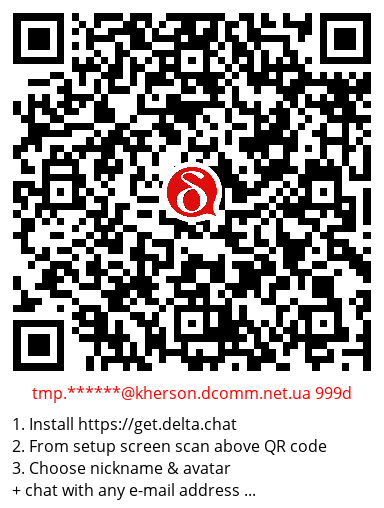 δ
tmp.******@kherson.dcomm.net.ua 999d
1. Install https://get.delta.chat
2. From setup screen scan above QR code
3. Choose nickname & avatar
+ chat with any e-mail address ...